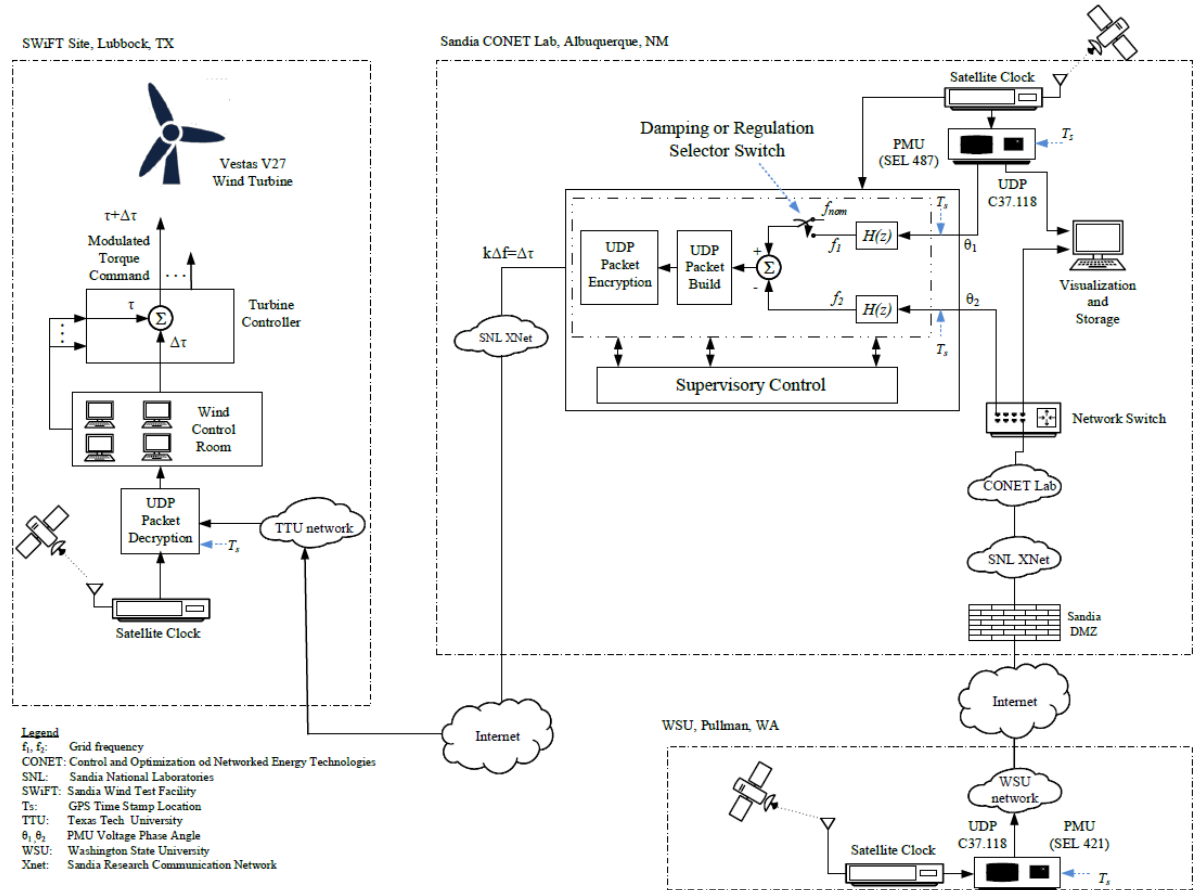 SWiFT Site, Lubbock, TX
Vestas V27
Wind Turbine
τ+Δτ
Modulated
Torque
Command
. . .
τ
Σ
Δτ
Turbine
Controller
Wind
Control
Room
UDP
Packet
Decryption
Ts
TTU network
Satellite Clock
Sandia CONET Lab, Albuquerque, NM
Satellite Clock
Damping or Regulation
Selector Switch
PMU
(SEL 487)
Ts
UDP
C37.118
kΔf=Δτ
UDP
Packet
Encryption
UDP
Packet
Build
+
Σ
-
fnom
f1
H(z)
Ts
θ1
f2
H(z)
θ2
Ts
Visualization
and
Storage
Supervisory Control
SNL XNet
Network Switch
CONET Lab
SNL XNet
Sandia
DMZ
Internet
Internet
WSU, Pullman, WA
WSU
network
UDP
C37.118
PMU
(SEL 421)
Satellite Clock
Ts
Legend
f1, f2: Grid frequency
CONET: Control and Optimization od Networked Energy Technologies
SNL: Sandia National Laboratories
SWiFT: Sandia Wind Test Facility
Ts: GPS Time Stamp Location
TTU: Texas Tech University
θ1,θ2 PMU Voltage Phase Angle
WSU: Washington State University
Xnet: Sandia Research Communication Network